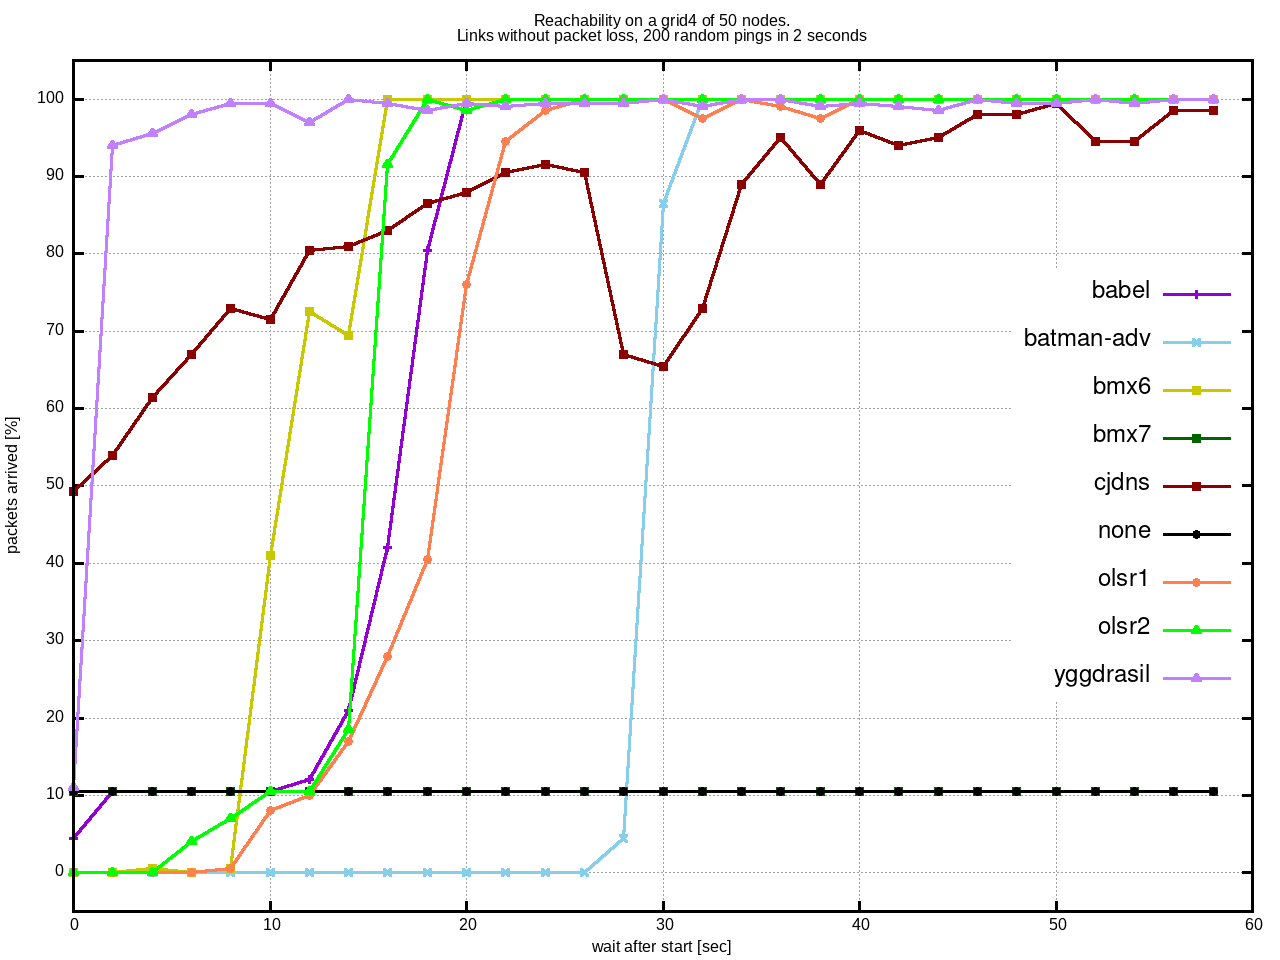 Reachability on a grid4 of 50 nodes.
Links without packet loss, 200 random pings in 2 seconds
100
90
80
70
60
50
40
30
20
10
0
packets arrived [%]
babel
batman-adv
bmx6
bmx7
cjdns
none
olsr1
olsr2
yggdrasil
0 10 20 30 40 50 60
wait after start [sec]